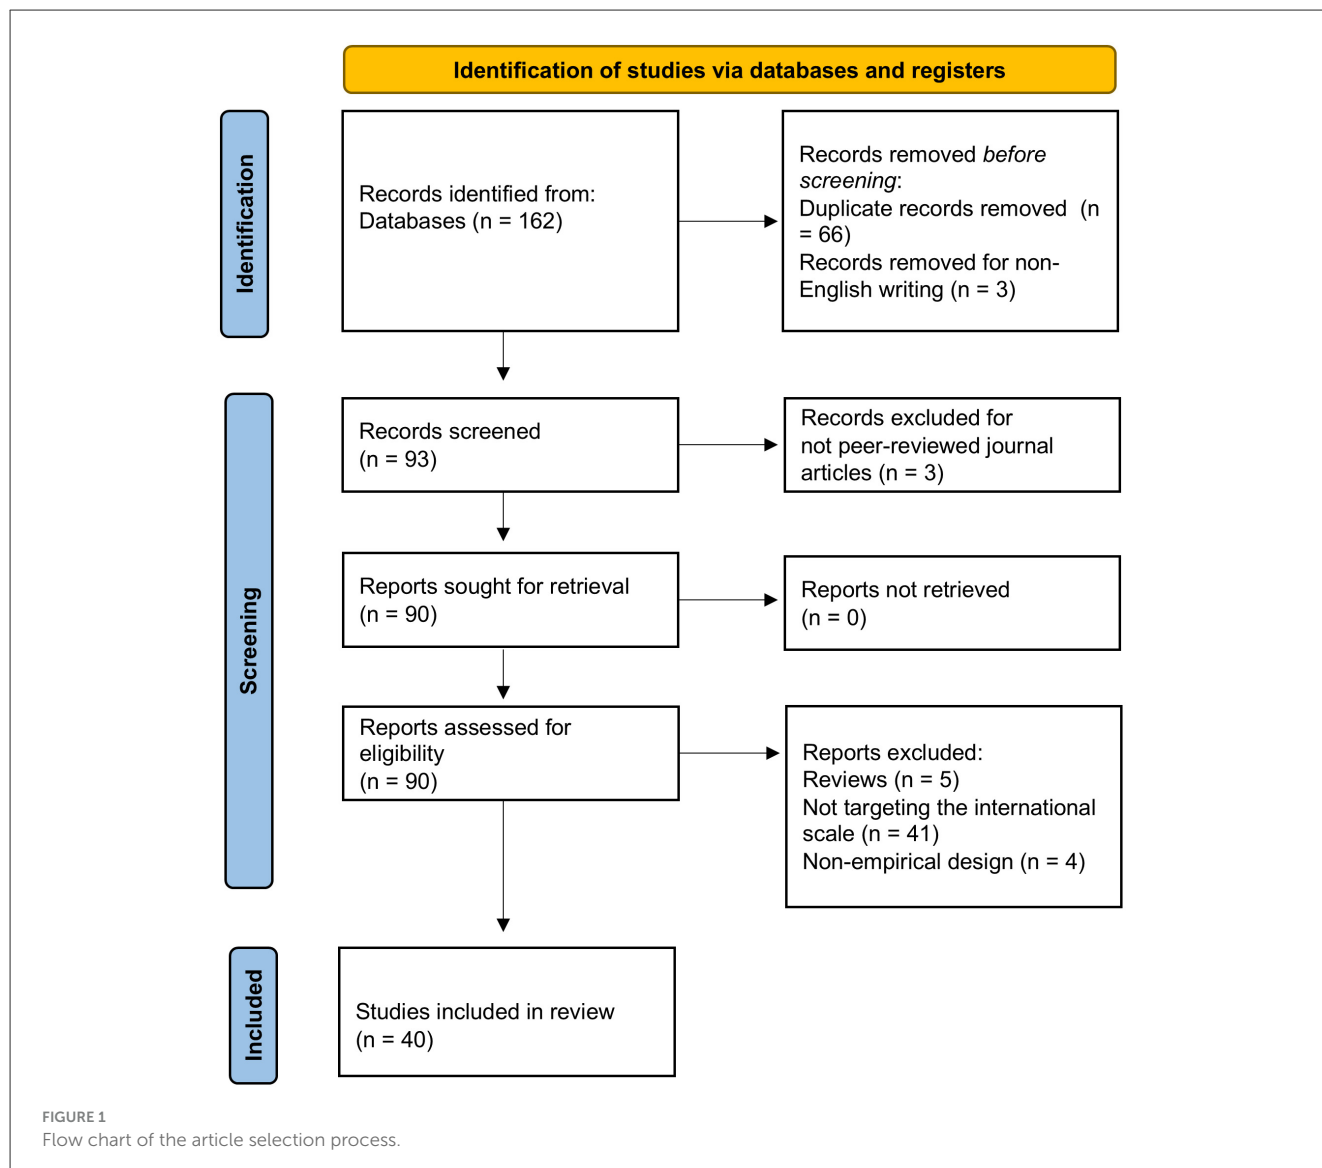 Identification of studies via databases and registers
Identification
Records identified from:
Databases (n = 162)
Records removed before
screening:
Duplicate records removed  (n
= 66)
Records removed for non-
English writing (n = 3)
Screening
Records screened
(n = 93)
Records excluded for
not peer-reviewed journal
articles (n = 3)
Reports sought for retrieval
(n = 90)
Reports not retrieved
(n = 0)
Reports assessed for
eligibility
(n = 90)
Reports excluded:
Reviews (n = 5)
Not targeting the international
scale (n = 41)
Non-empirical design (n = 4)
Included
Studies included in review
(n = 40)
FIGURE 1
Flow chart of the article selection process.